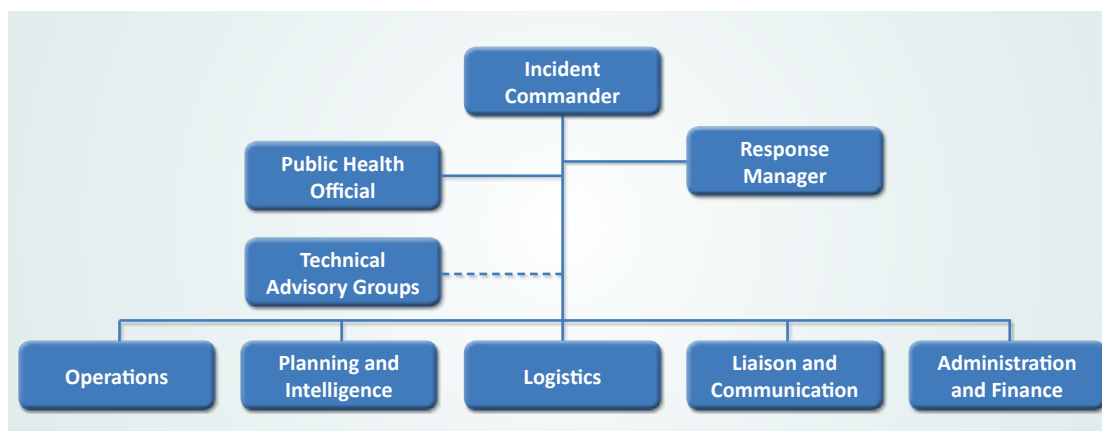 Incident
Commander
Public Health
Official
Response
Manager
Technical
Advisory Groups
Operations
Planning and
Intelligence
Logistics
Liaison and
Communication
Administration
and Finance